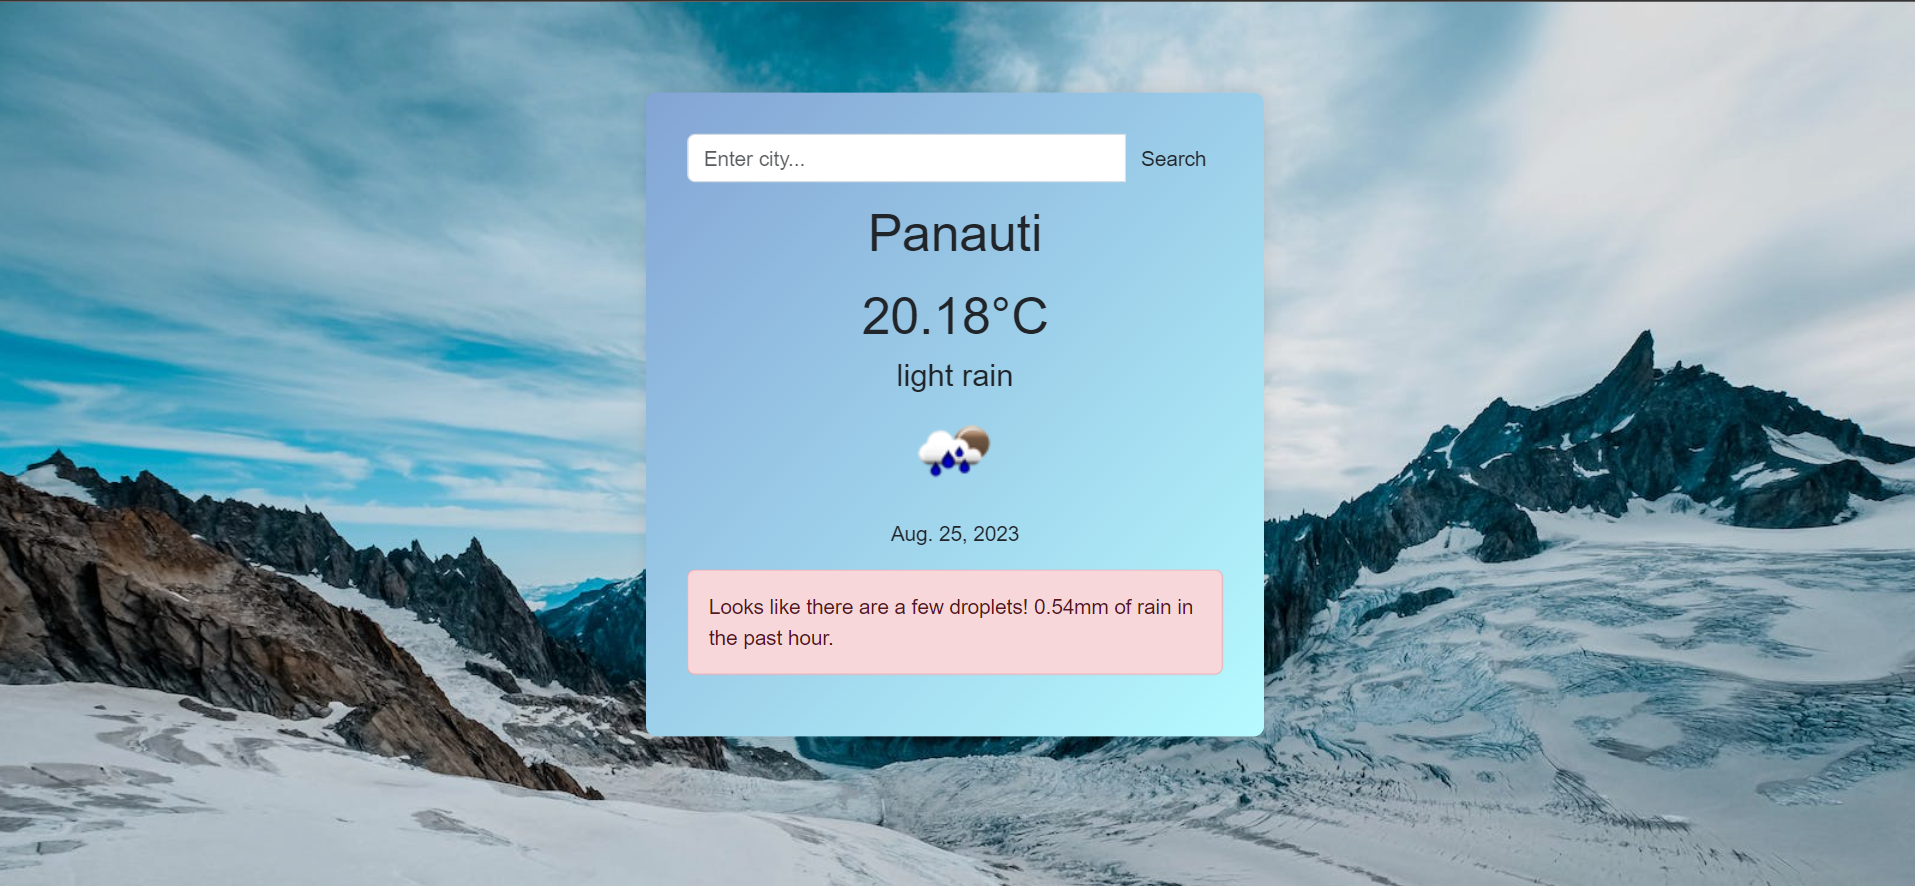 Enter city...
Search
Panauti
20.18°C
light rain
Aug. 25, 2023
Looks like there are a few droplets! 0.54mm of rain in
the past hour.